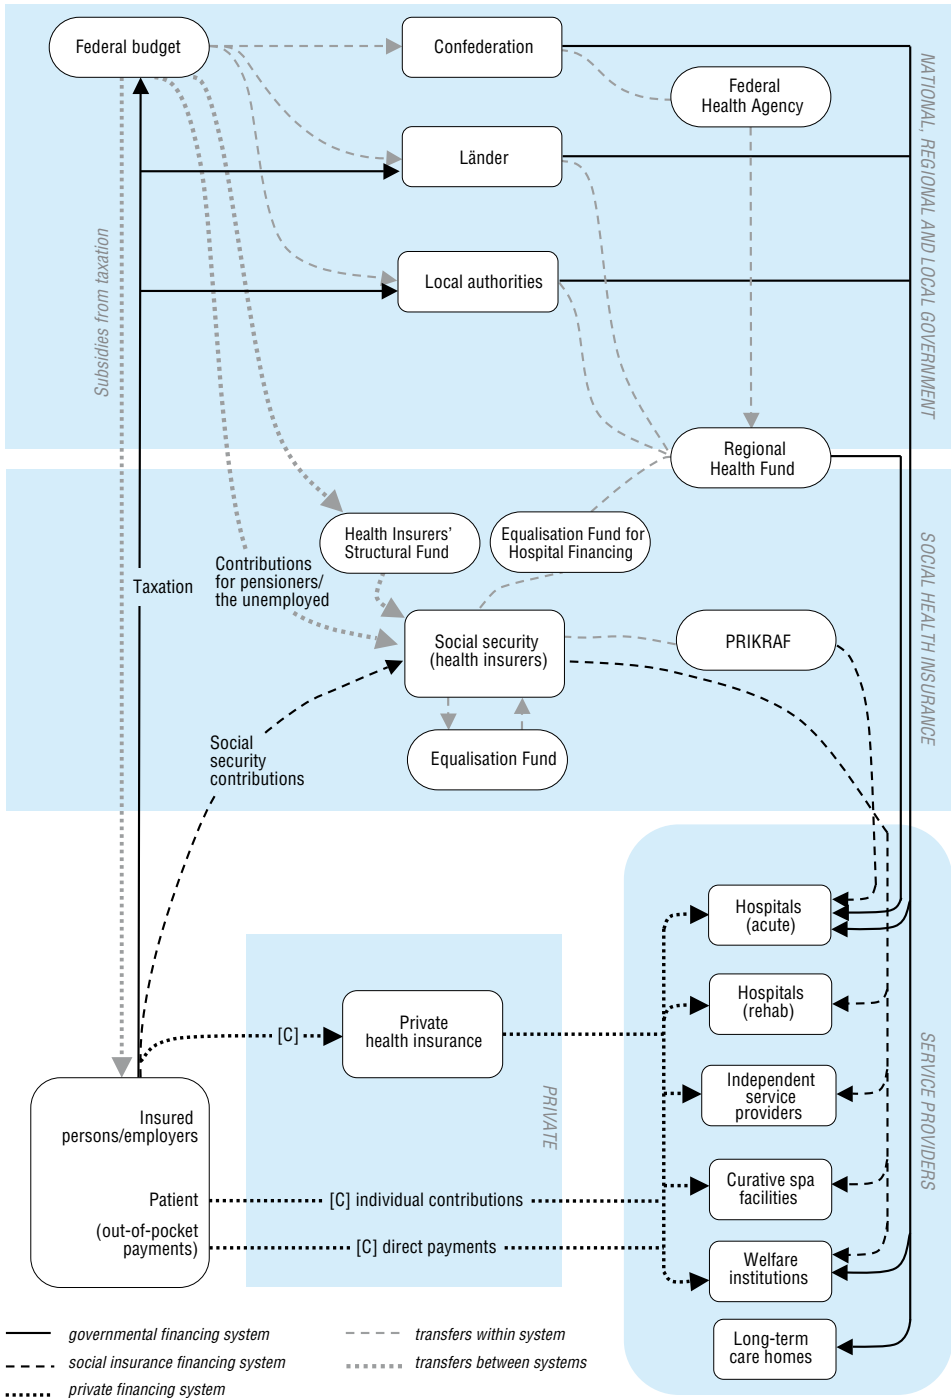 Federal budget
Confederation
Federal
Health Agency
Länder
Local authorities
NATIONAL, REGIONAL AND LOCAL GOVERNMENT
Subsidies from taxation
Regional
Health Fund
Health Insurers'
Structural Fund
Equalisation Fund for
Hospital Financing
Contributions
for pensioners/
the unemployed
Taxation
Social security
(health insurers)
PRIKRAF
SOCIAL HEALTH INSURANCE
Social
security
contributions
Equalisation Fund
Hospitals
(acute)
Hospitals
(rehab)
[C]
Private
health insurance
PRIVATE
Independent
service
providers
SERVICE PROVIDERS
Insured
persons/employers
Patient
(out-of-pocket
payments)
[C] individual contributions
[C] direct payments
Curative spa
facilities
Welfare
institutions
Long-term
care homes
governmental financing system
social insurance financing system
private financing system
transfers within system
transfers between systems